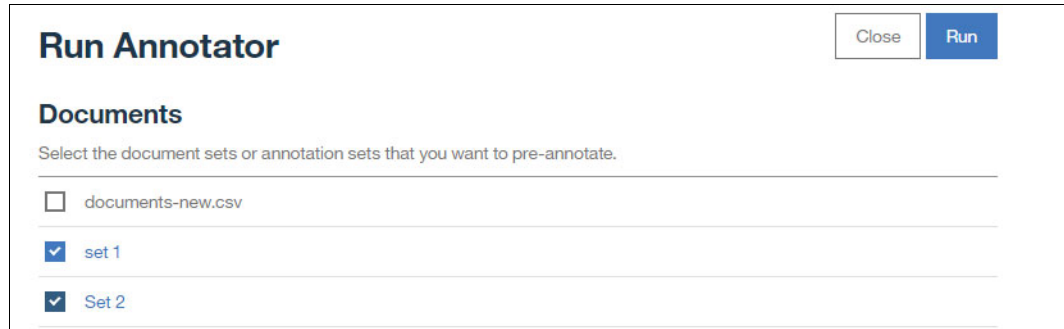 Run Annotator
Close
Run
Documents
Select the document sets or annotation sets that you want to pre-annotate.
documents-new.csv
set 1
Set 2